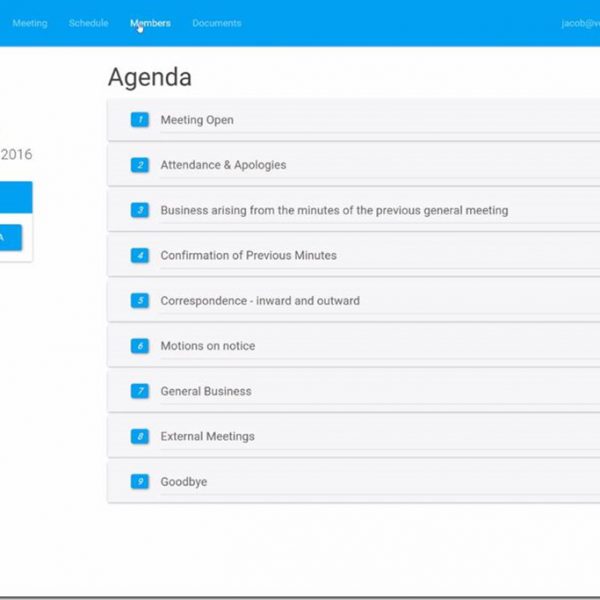 Meeting Schedule Members Documents jacob@v
Agenda
1 Meeting Open
2016
2 Attendance & Apologies
3 Business arising from the minutes of the previous general meeting
A
4 Confirmation of Previous Minutes
5 Correspondence - inward and outward
6 Motions on notice
7 General Business
8 External Meetings
9 Goodbye